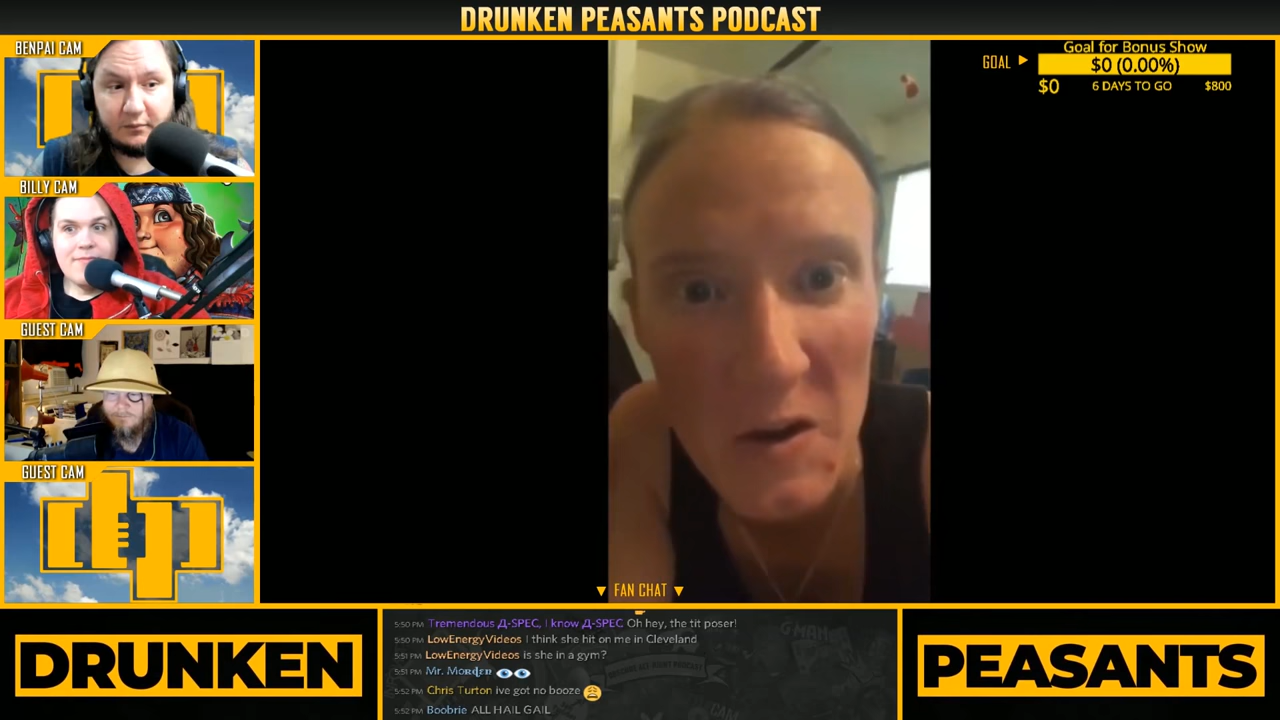 DRUNKEN PEASANTS PODCAST
BENPAI CAM
BILLY CAM
GUEST CAM
GUEST CAM
Goal for Bonus Show
GOAL ▶ $0 (0.00%)
$0 6 DAYS TO GO $800
▼ FAN CHAT ▼
5:50 PM Tremendous Д-SPEC, I know Д-SPEC Oh hey, the tit poser!
5:50 PM LowEnergyVideos I think she hit on me in Cleveland
5:51 PM LowEnergyVideos is she in a gym?
5:51 PM Mr. 👀
5:52 PM Chris Turton ive got no booze 😩
5:52 PM Boobrie ALL HAIL GAIL
DRUNKEN
PEASANTS